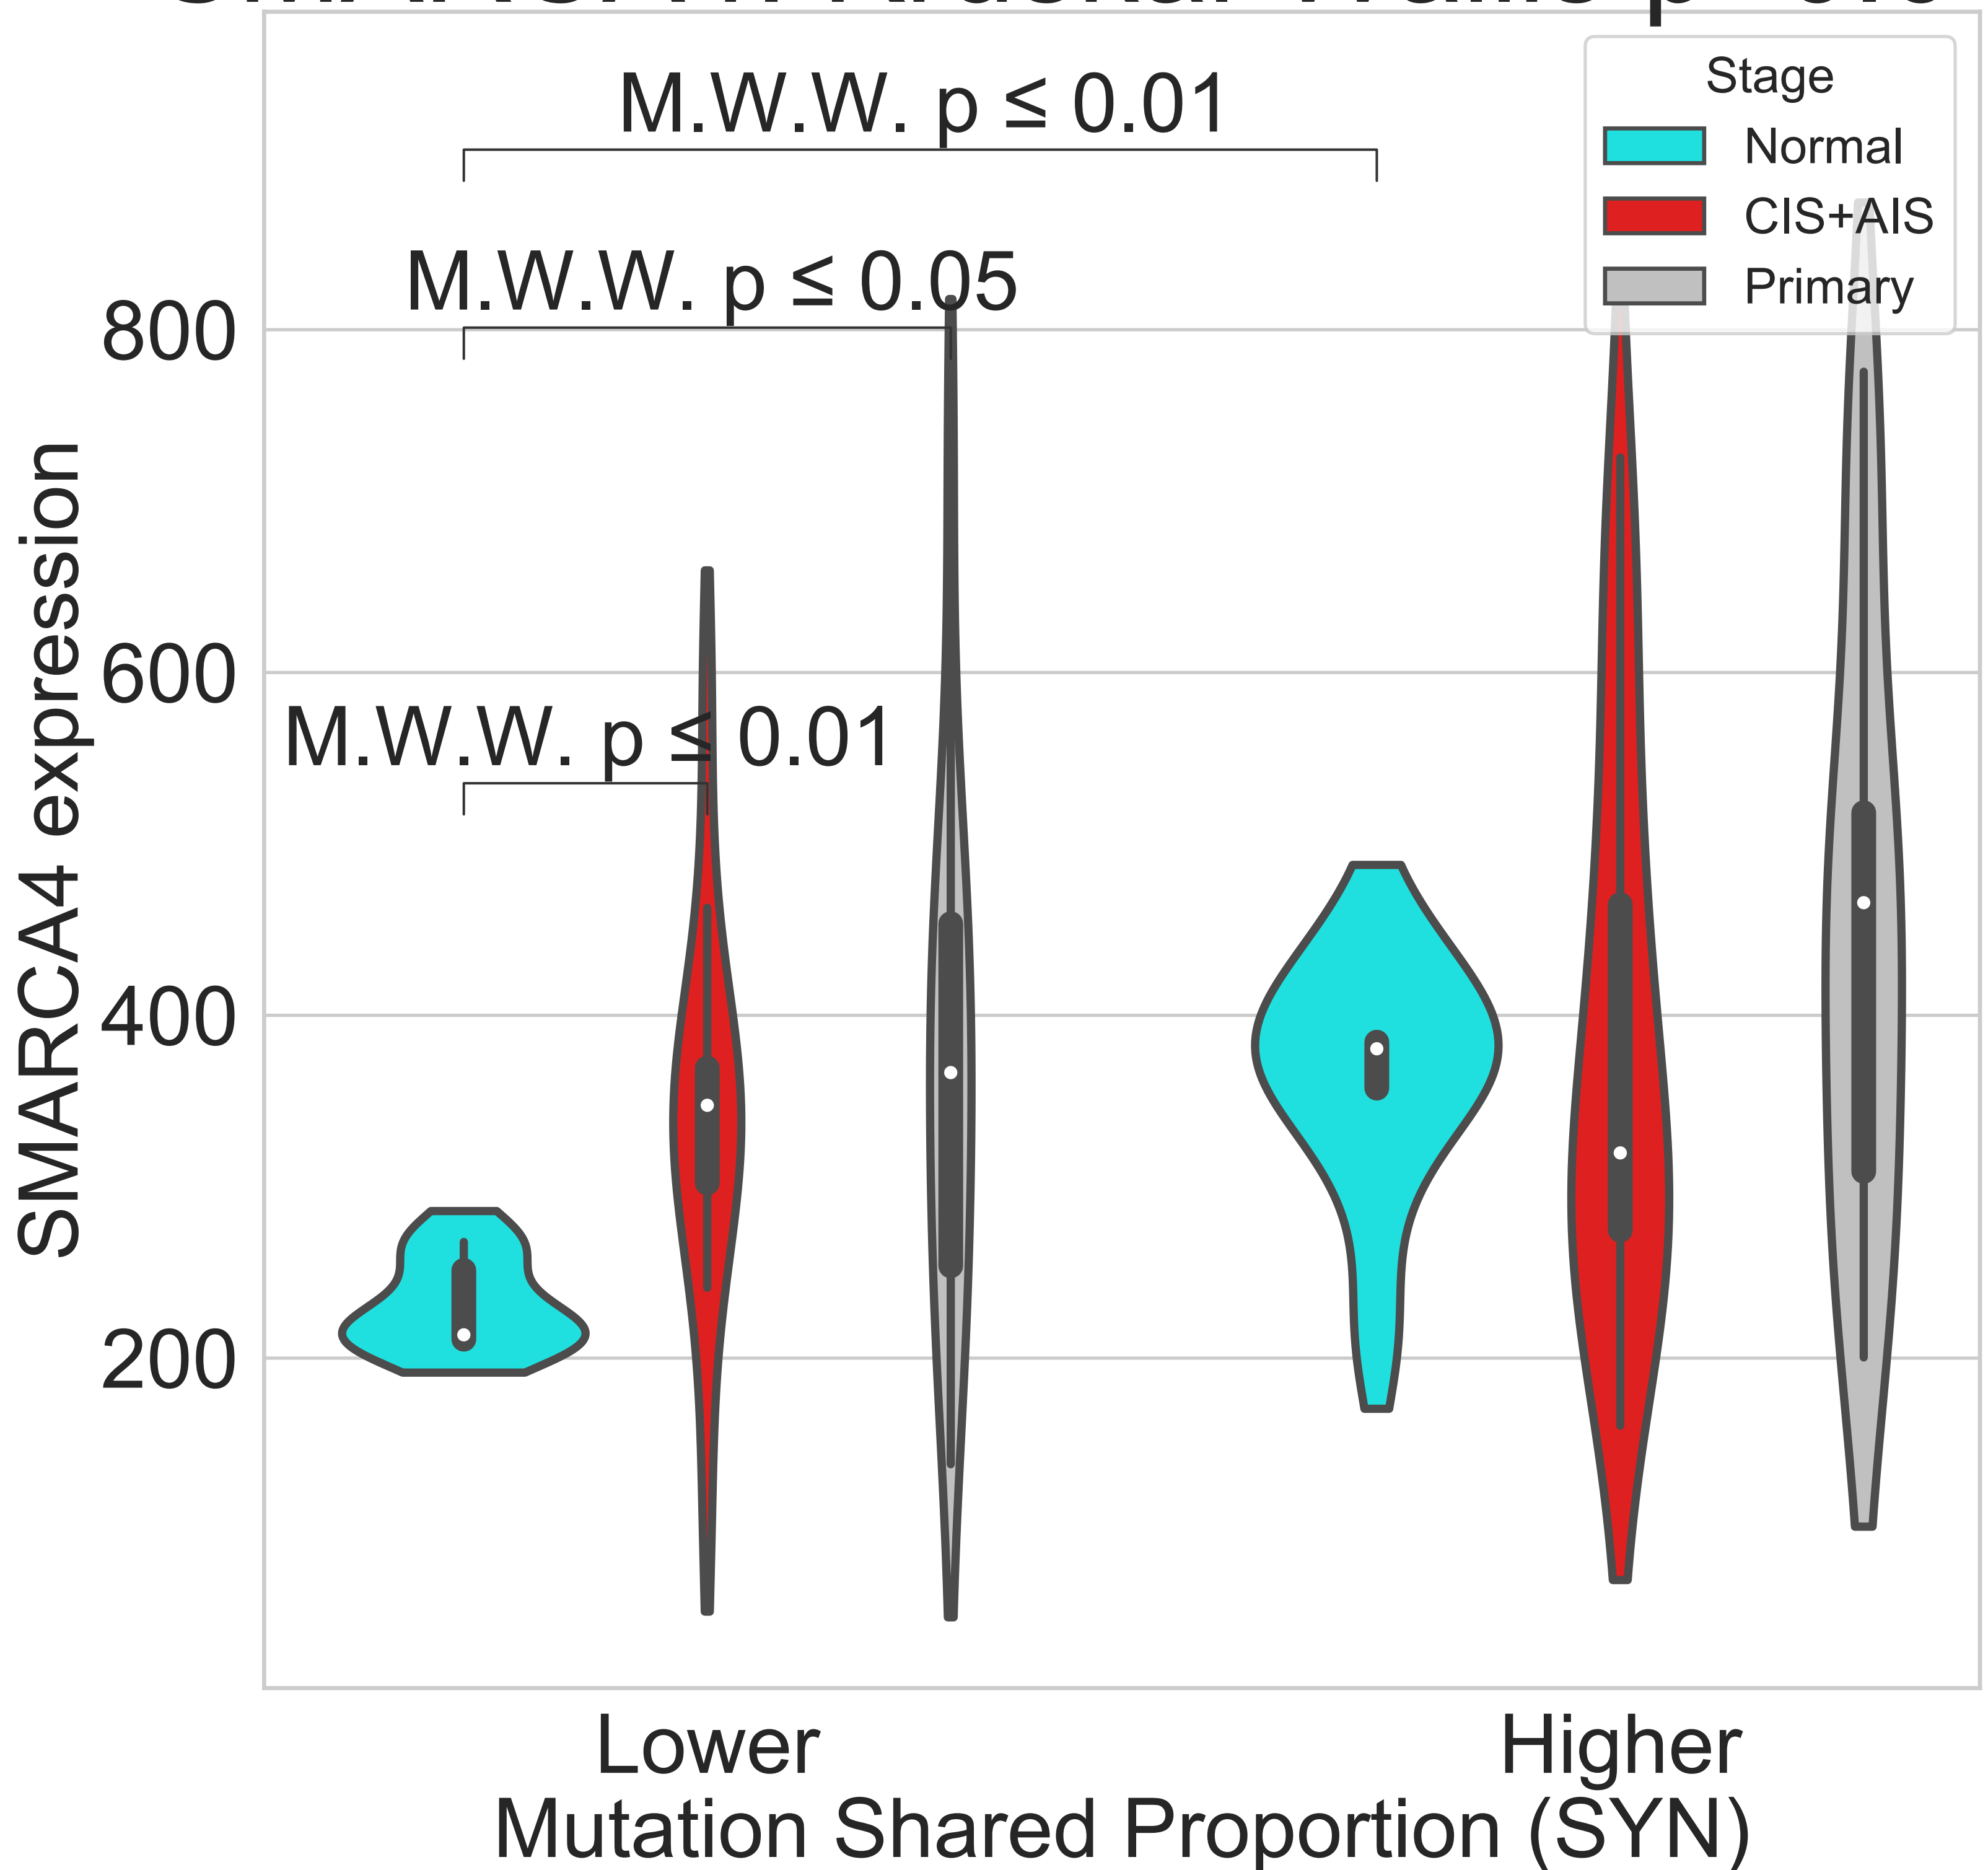 M.W.W. p ≤ 0.01
Stage
Normal
CIS+AIS
Primary
M.W.W. p ≤ 0.05
M.W.W. p ≤ 0.01
800
600
400
200
SMARCA4 expression
Lower
Higher
Mutation Shared Proportion (SYN)